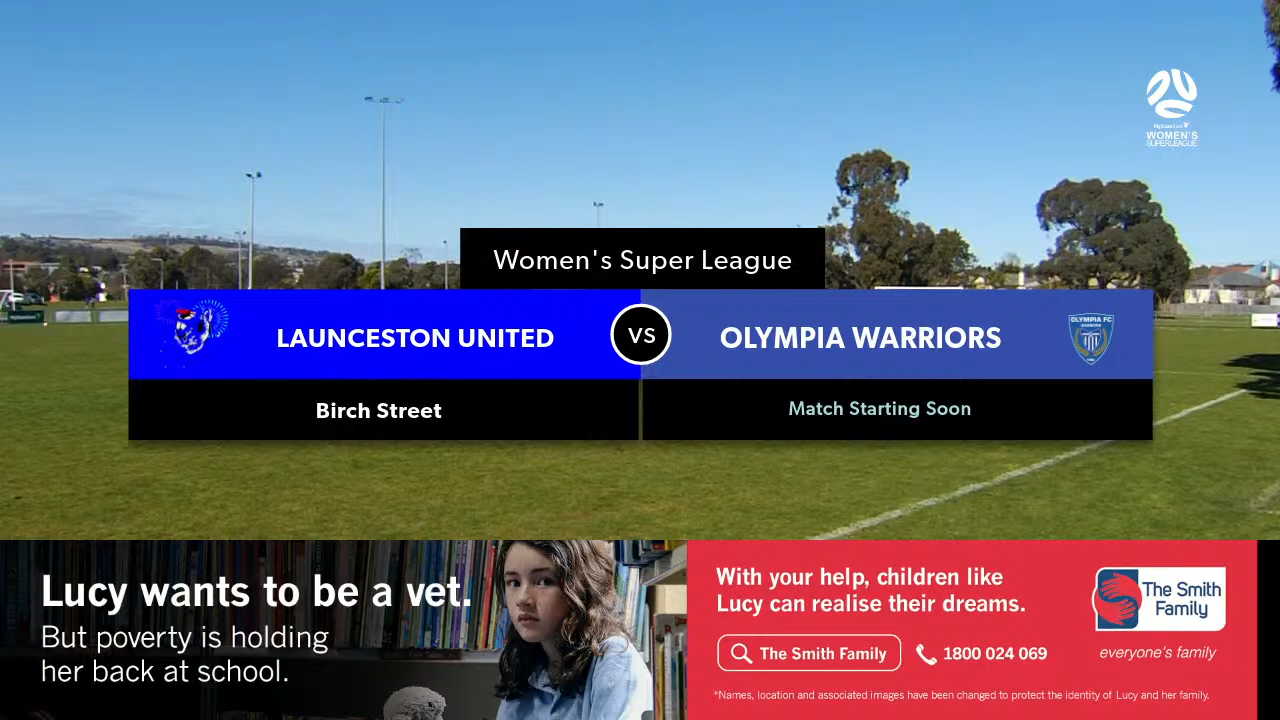 WOMEN'S
SUPER LEAGUE
Women's Super League
LAUNCESTON UNITED
VS
OLYMPIA WARRIORS
OLYMPIA FC
WARRIORS
Birch Street
Match Starting Soon
Lucy wants to be a vet.
But poverty is holding
her back at school.
With your help, children like
Lucy can realise their dreams.
The Smith Family
1800 024 069
The Smith
Family
everyone's family
*Names, location and associated images have been changed to protect the identity of Lucy and her family.